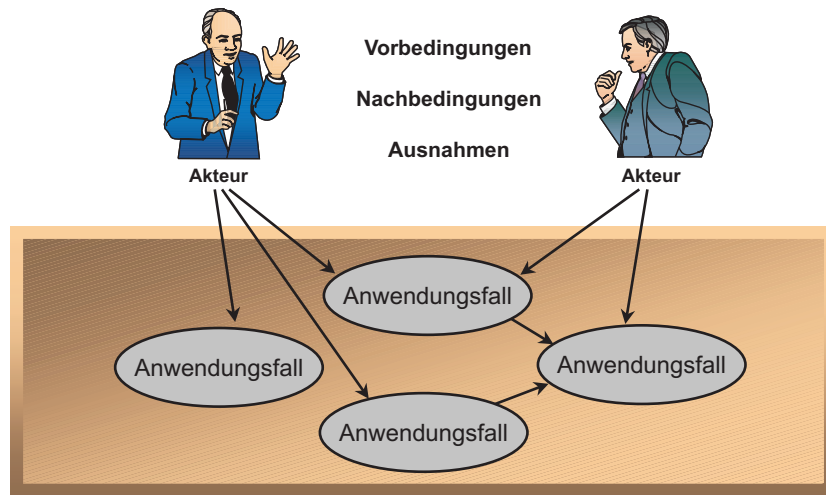 Vorbedingungen
Nachbedingungen
Ausnahmen
Akteur
Akteur
Anwendungsfall
Anwendungsfall
Anwendungsfall
Anwendungsfall